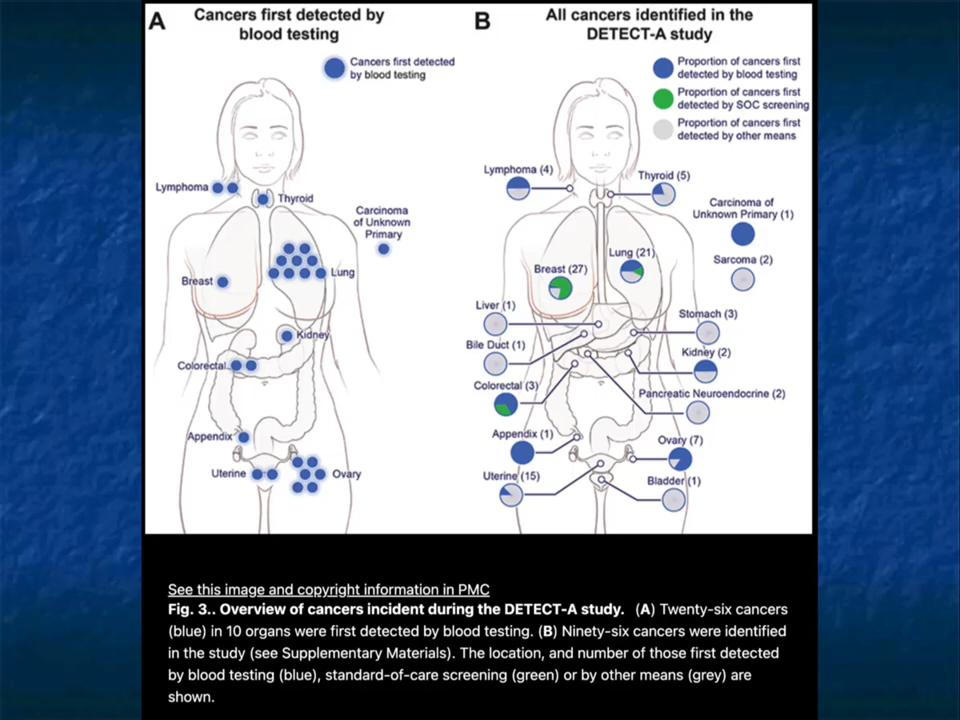 A
Cancers first detected by
blood testing
Cancers first detected
by blood testing
Lymphoma
Thyroid
Carcinoma
of Unknown
Primary
Breast
Lung
Kidney
Colorectal
Appendix
Uterine
Ovary
B
All cancers identified in the
DETECT-A study
Proportion of cancers first
detected by blood testing
Proportion of cancers first
detected by SOC screening
Proportion of cancers first
detected by other means
Lymphoma (4)
Thyroid (5)
Carcinoma of
Unknown Primary (1)
Lung (21)
Sarcoma (2)
Breast (27)
Liver (1)
Stomach (3)
Bile Duct (1)
Kidney (2)
Colorectal (3)
Pancreatic Neuroendocrine (2)
Appendix (1)
Ovary (7)
Uterine (15)
Bladder (1)
See this image and copyright information in PMC
Fig. 3.. Overview of cancers incident during the DETECT-A study. (A) Twenty-six cancers
(blue) in 10 organs were first detected by blood testing. (B) Ninety-six cancers were identified
in the study (see Supplementary Materials). The location, and number of those first detected
by blood testing (blue), standard-of-care screening (green) or by other means (grey) are
shown.